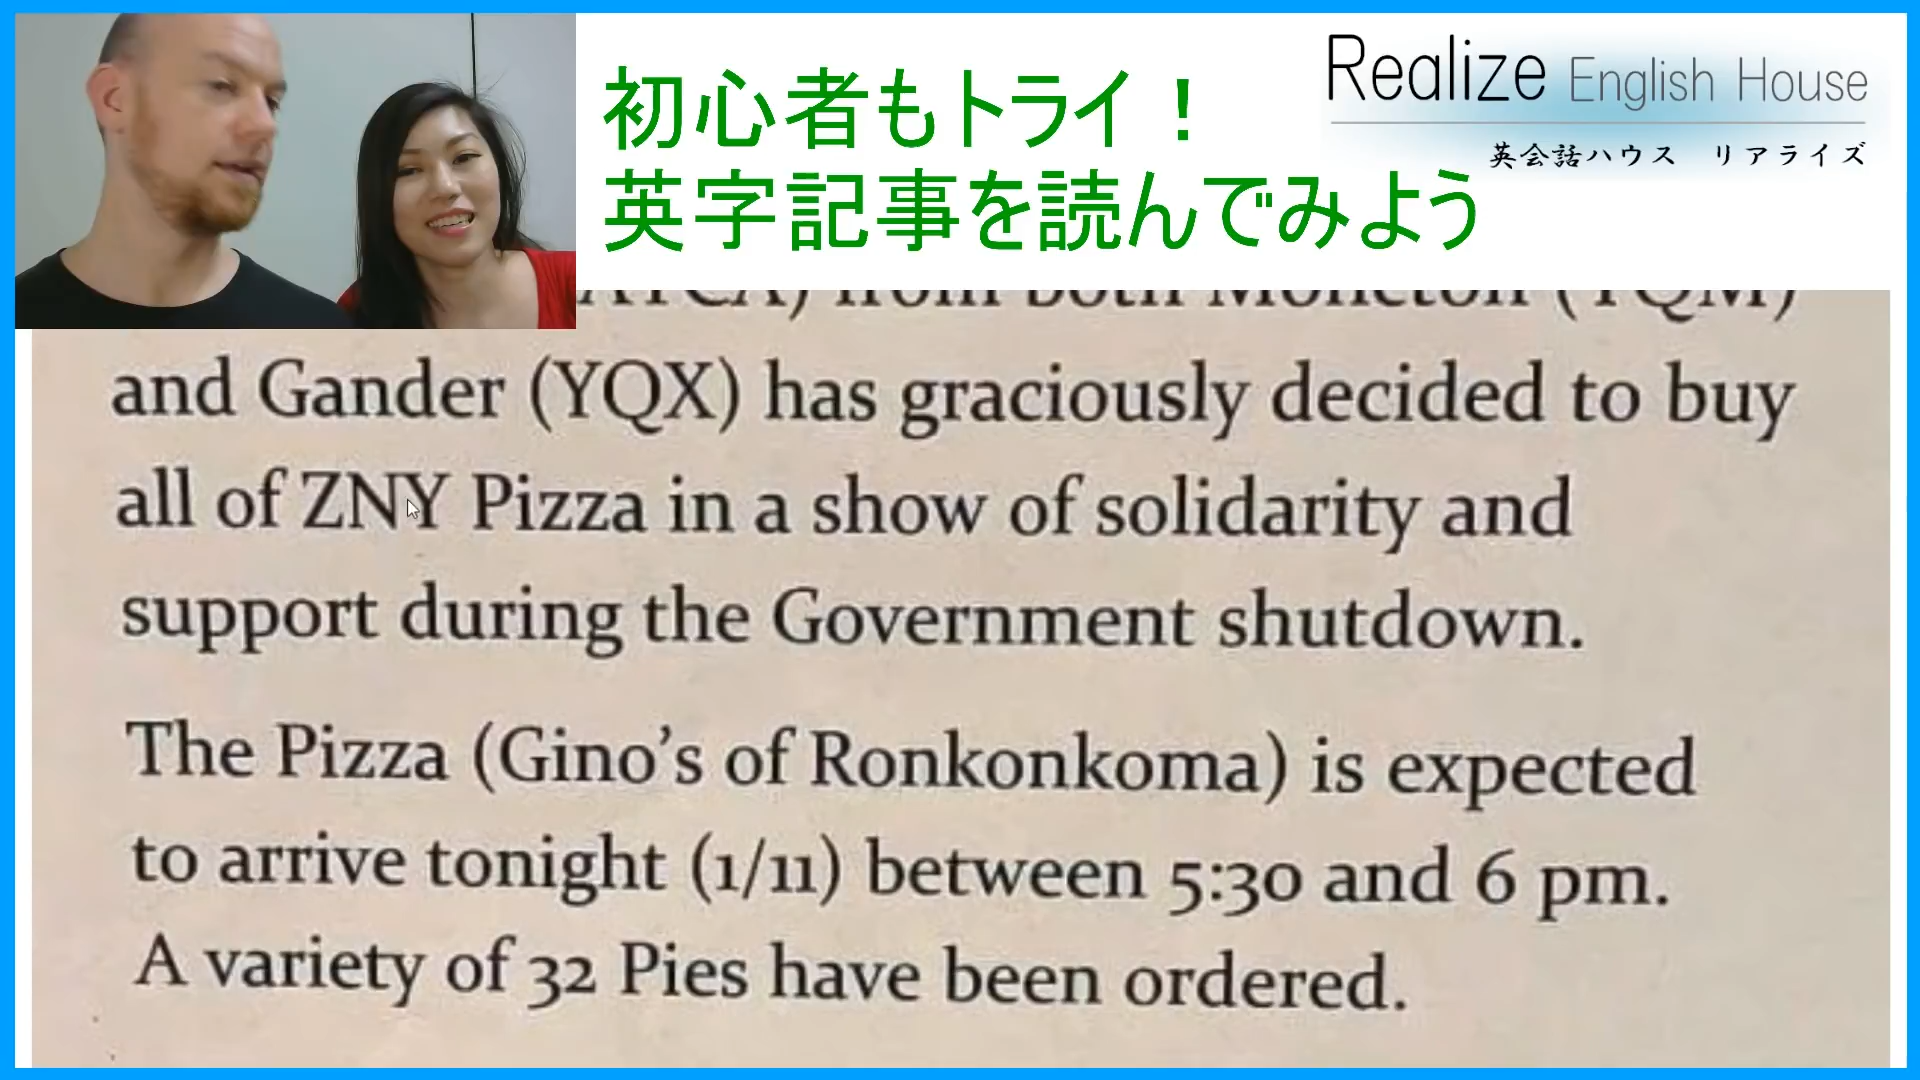 初心者もトライ！
英字記事を読んでみよう
Realize English House
英会話ハウス リアライズ
from both Moncton (YQM)
and Gander (YQX) has graciously decided to buy
all of ZNY Pizza in a show of solidarity and
support during the Government shutdown.
The Pizza (Gino's of Ronkonkoma) is expected
to arrive tonight (1/11) between 5:30 and 6 pm.
A variety of 32 Pies have been ordered.